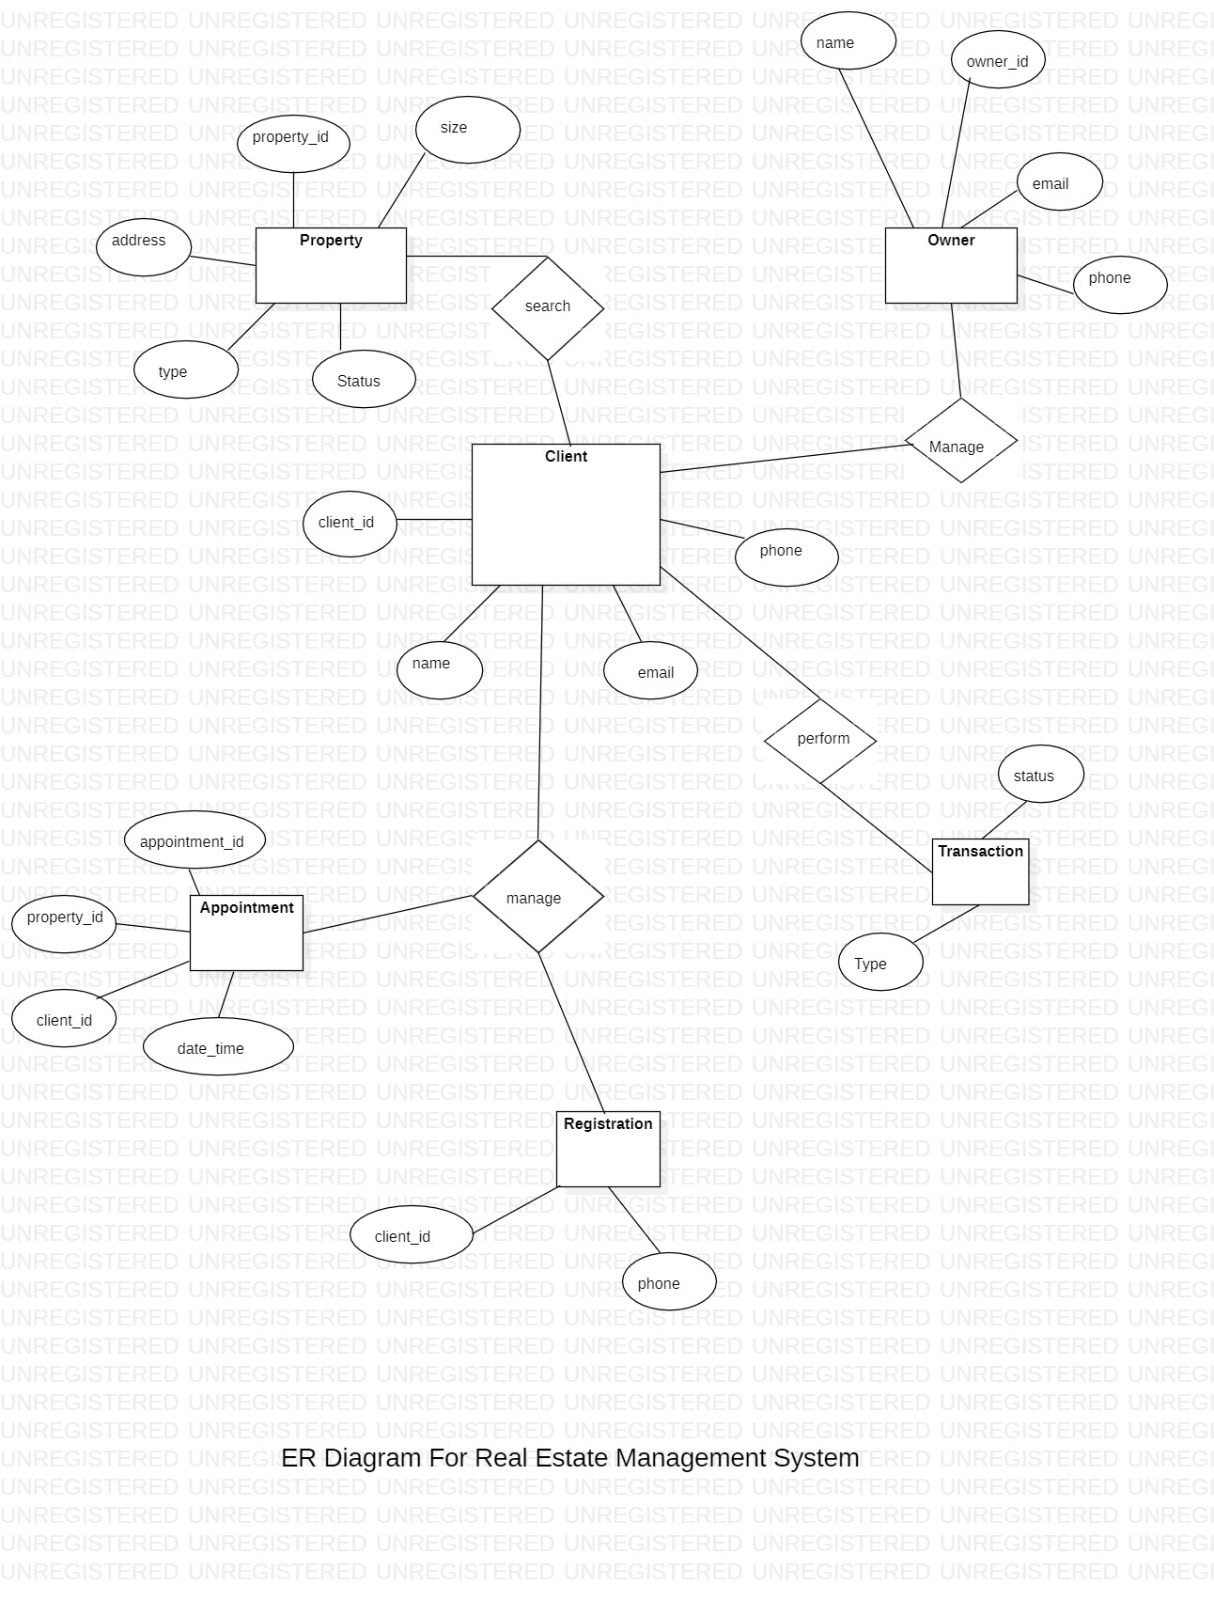 name
owner_id
size
property_id
email
address
Property
Owner
phone
search
type
Status
Manage
Client
client_id
phone
name
email
perform
status
appointment_id
Transaction
manage
Appointment
property_id
Type
client_id
date_time
Registration
client_id
phone
ER Diagram For Real Estate Management System
UNREGISTERED